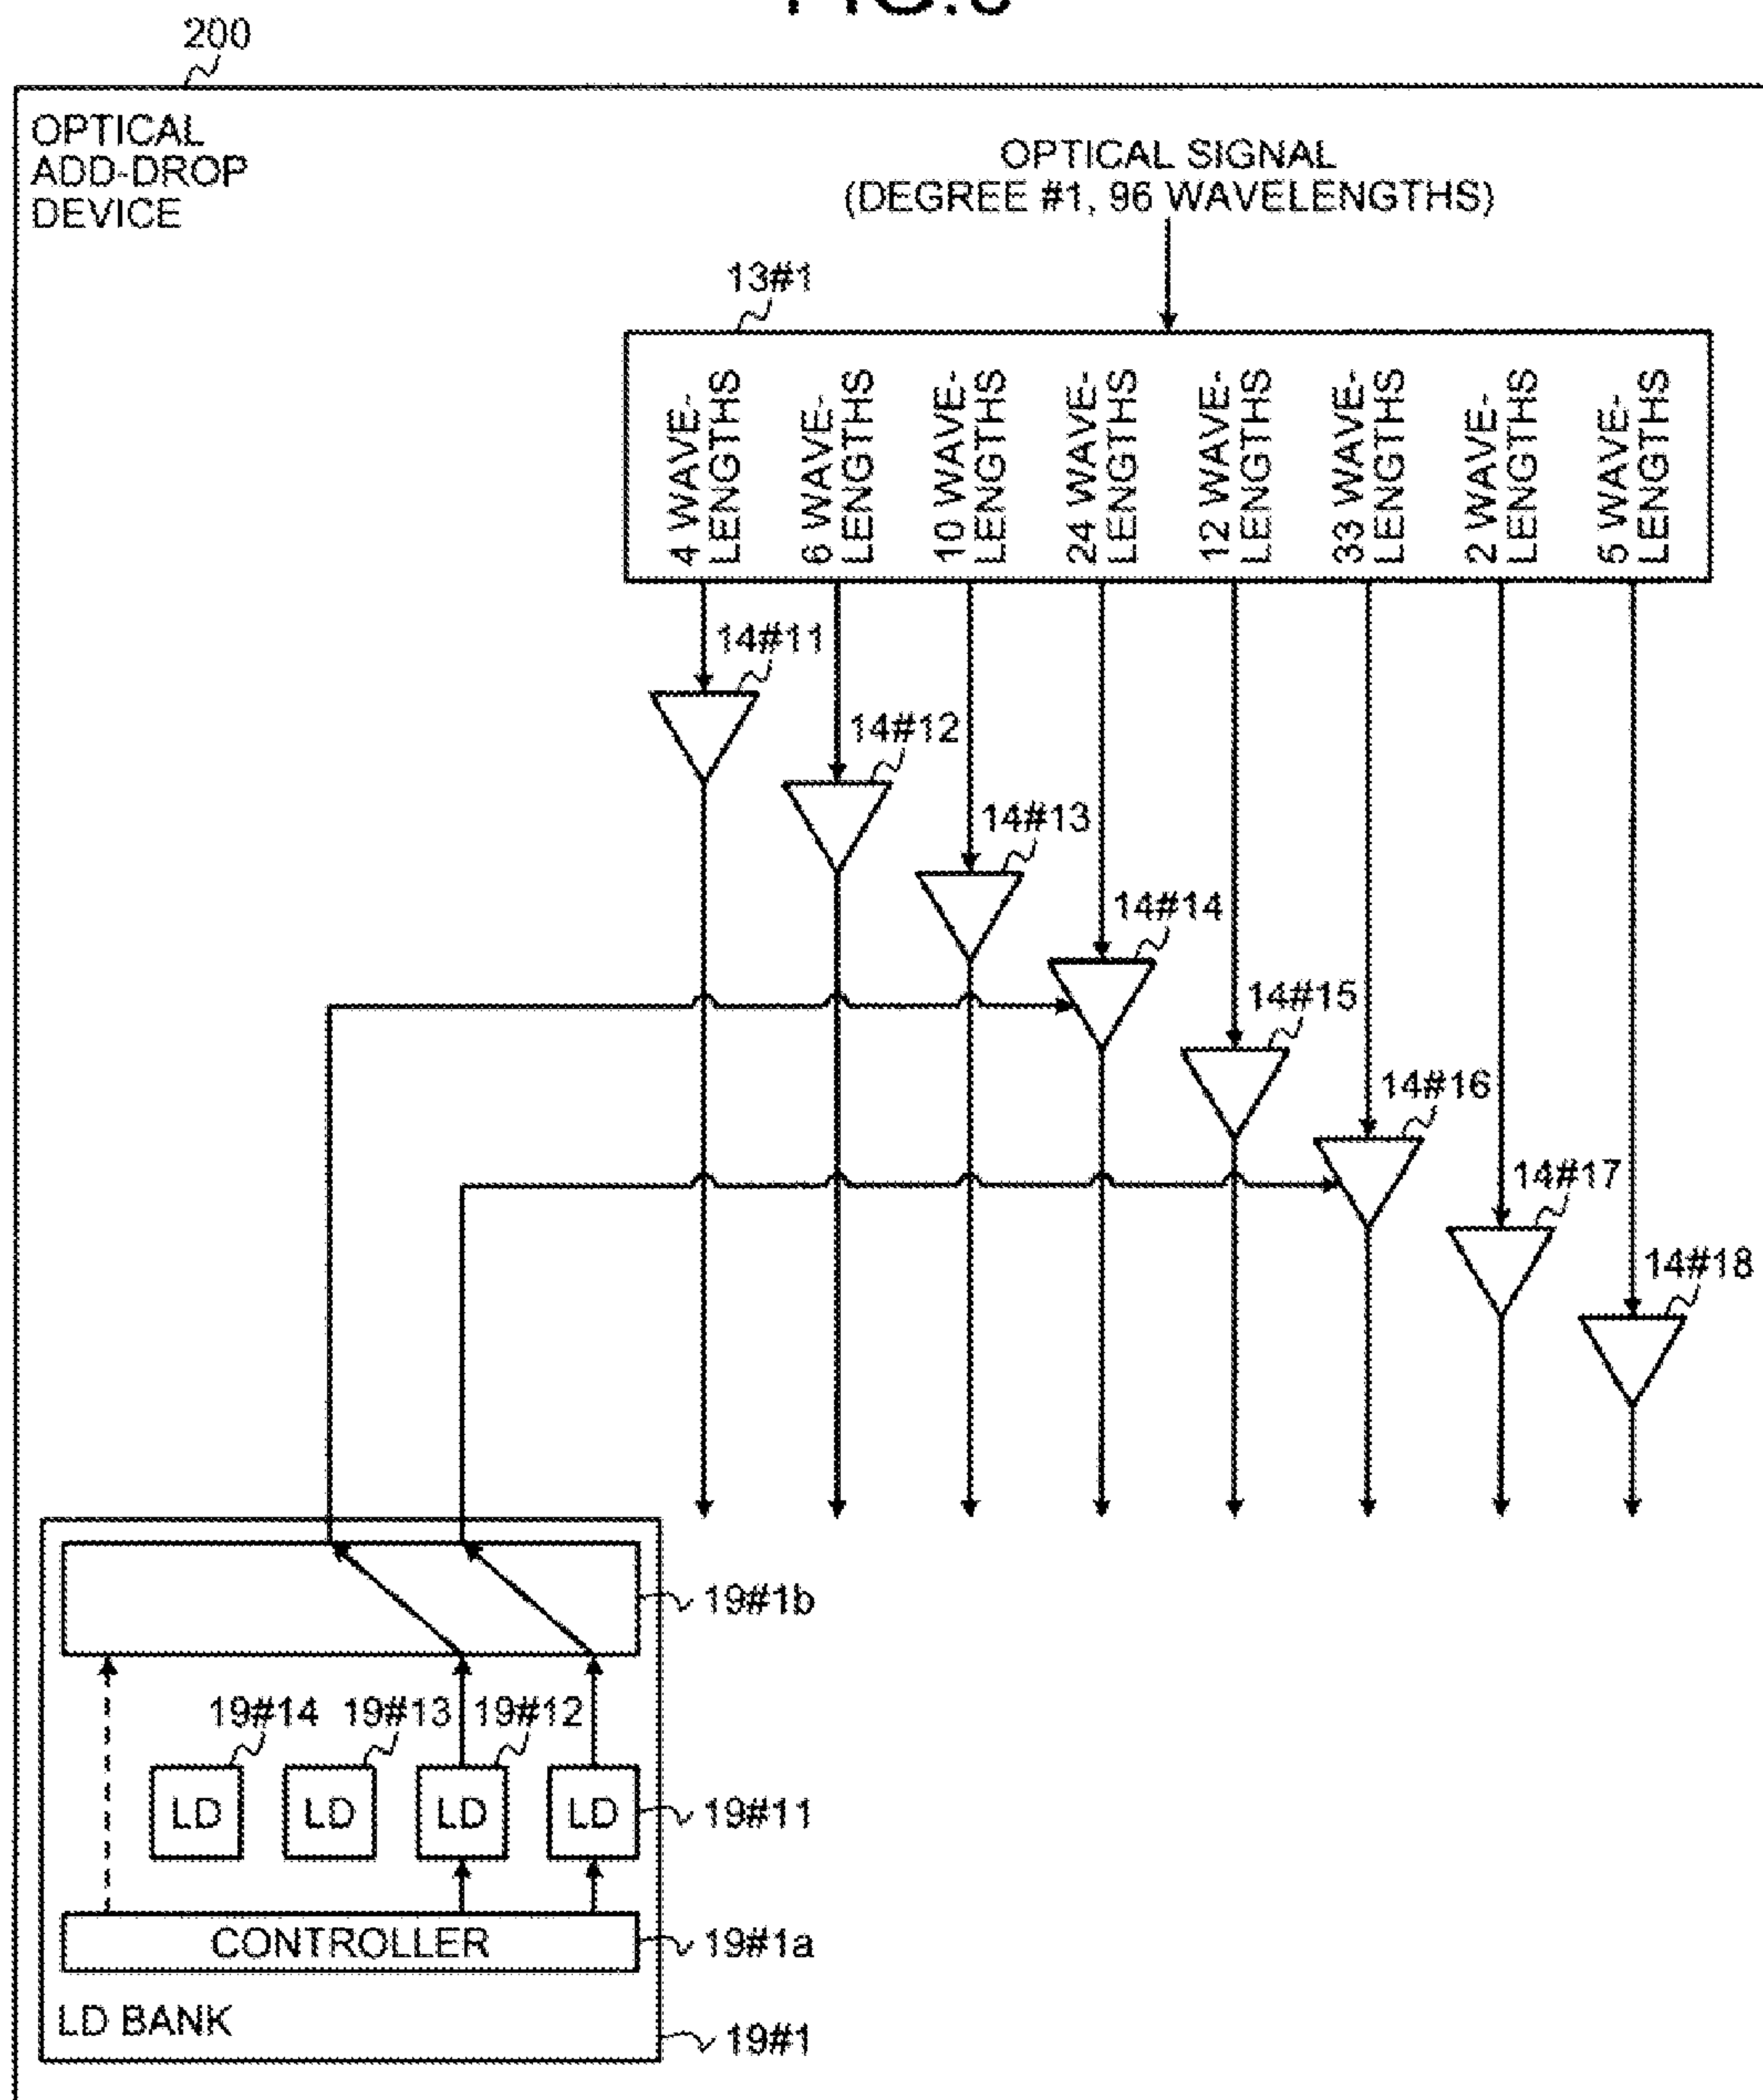 200
OPTICAL
ADD-DROP
DEVICE
OPTICAL SIGNAL
(DEGREE #1, 96 WAVELENGTHS)
13#1
4 WAVE-
LENGTHS
6 WAVE-
LENGTHS
10 WAVE-
LENGTHS
24 WAVE-
LENGTHS
12 WAVE-
LENGTHS
33 WAVE-
LENGTHS
2 WAVE-
LENGTHS
5 WAVE-
LENGTHS
14#11
14#12
14#13
14#14
14#15
14#16
14#17
14#18
19#1b
19#14 19#13 19#12
LD LD LD LD 19#11
CONTROLLER 19#1a
LD BANK
19#1